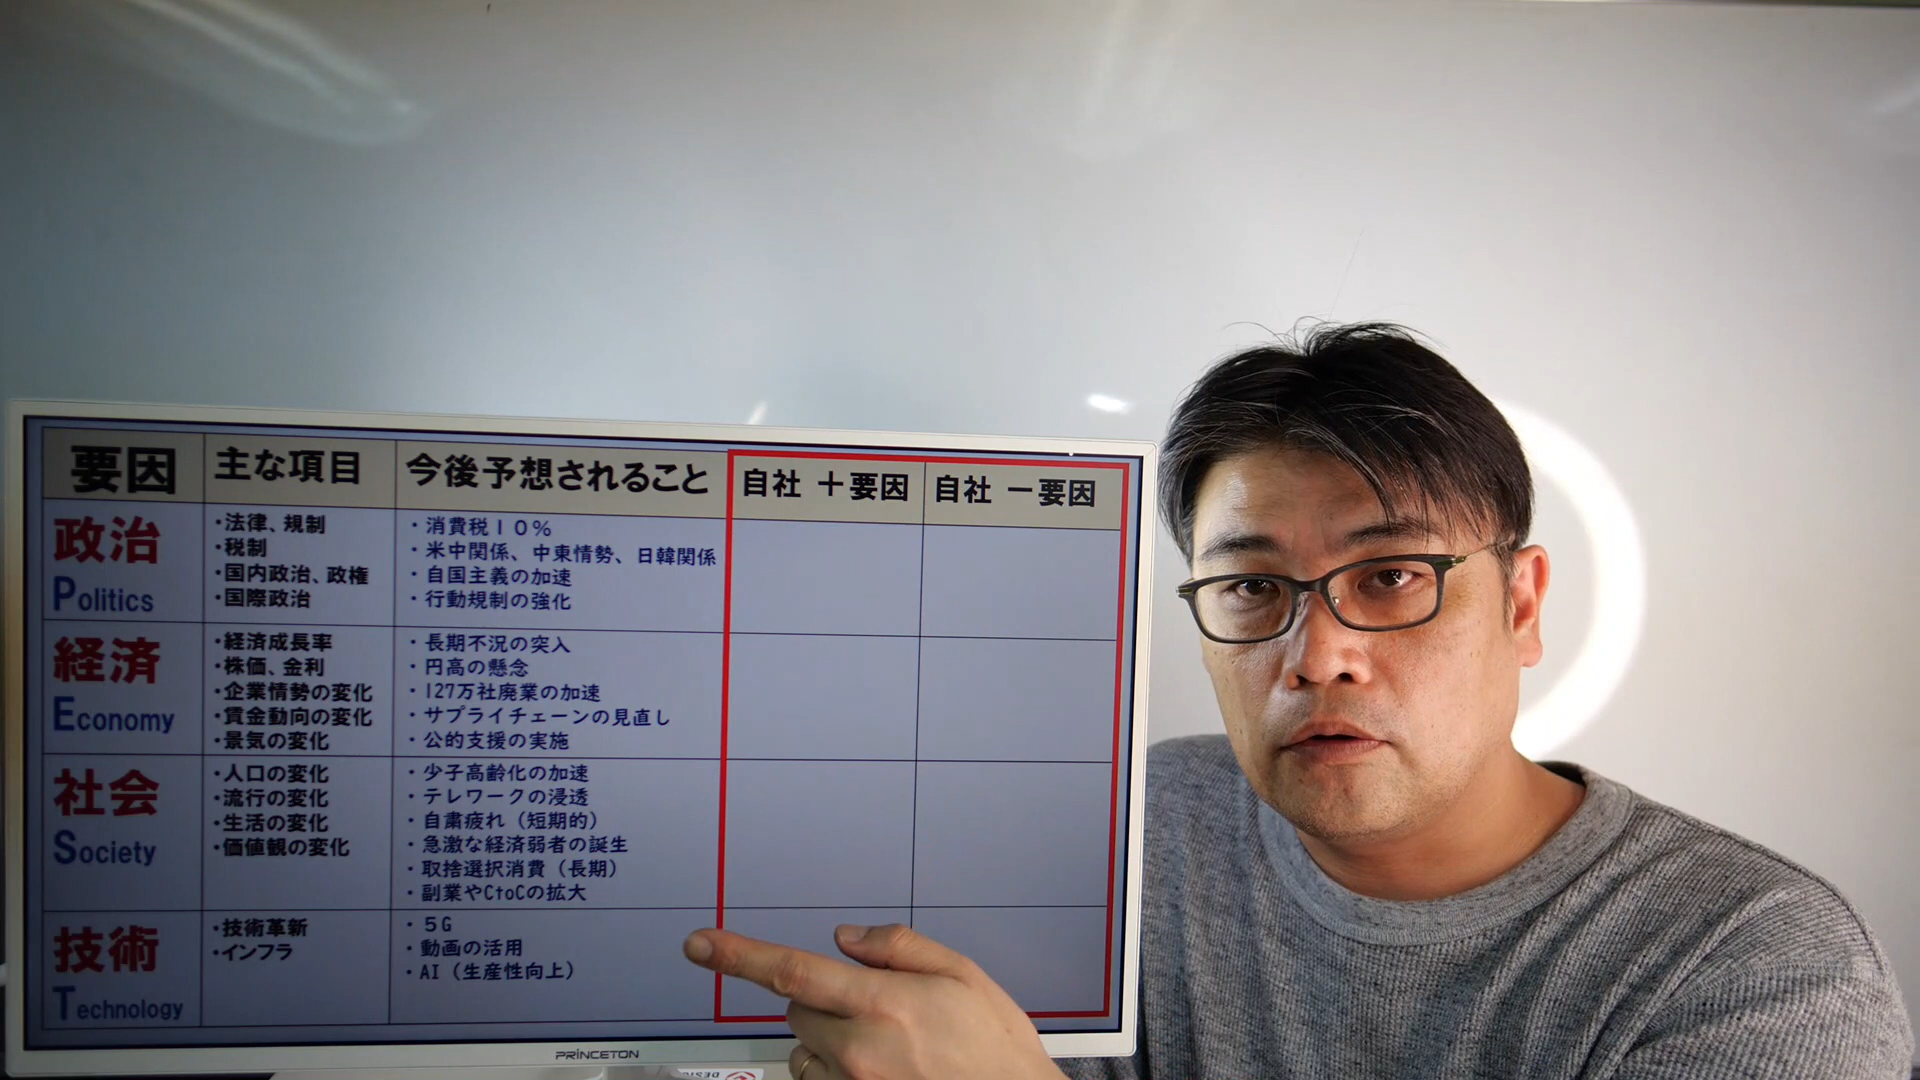 要因 主な項目 今後予想されること 自社 ＋要因 自社 －要因
政治
Politics
・法律、規制
・税制
・国内政治、政権
・国際政治
・消費税１０％
・米中関係、中東情勢、日韓関係
・自国主義の加速
・行動規制の強化
経済
Economy
・経済成長率
・株価、金利
・企業情勢の変化
・賃金動向の変化
・景気の変化
・長期不況の突入
・円高の懸念
・127万社廃業の加速
・サプライチェーンの見直し
・公的支援の実施
社会
Society
・人口の変化
・流行の変化
・生活の変化
・価値観の変化
・少子高齢化の加速
・テレワークの浸透
・自粛疲れ（短期的）
・急激な経済弱者の誕生
・取捨選択消費（長期）
・副業やCtoCの拡大
技術
Technology
・技術革新
・インフラ
・５G
・動画の活用
・AI（生産性向上）
PRINCETON